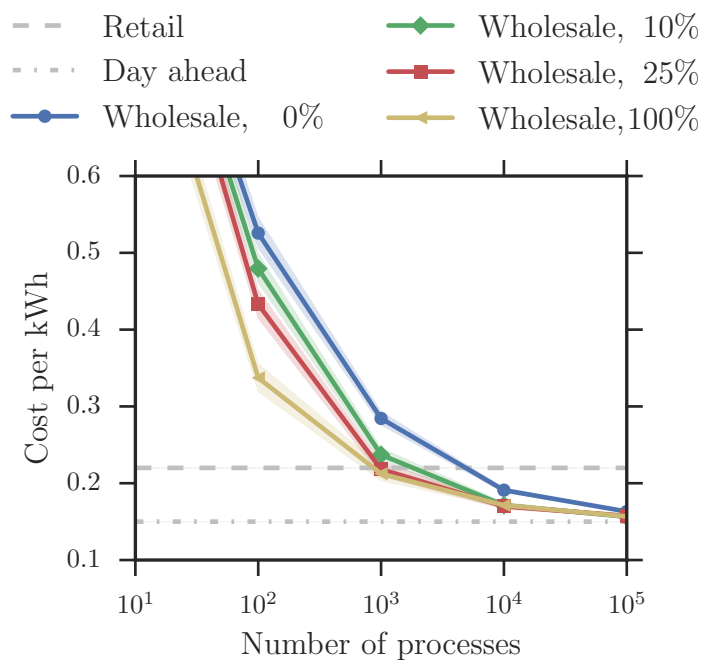 Retail
Day ahead
Wholesale, 0%
Wholesale, 10%
Wholesale, 25%
Wholesale, 100%
Cost per kWh
0.6
0.5
0.4
0.3
0.2
0.1
10¹ 10² 10³ 10⁴ 10⁵
Number of processes